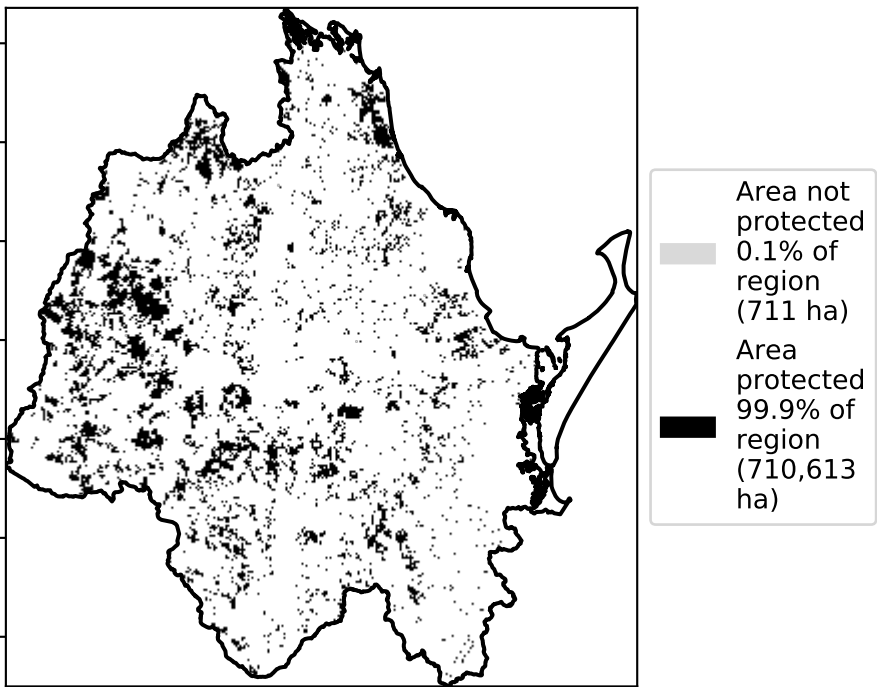 Area not
protected
0.1% of
region
(711 ha)
Area
protected
99.9% of
region
(710,613
ha)